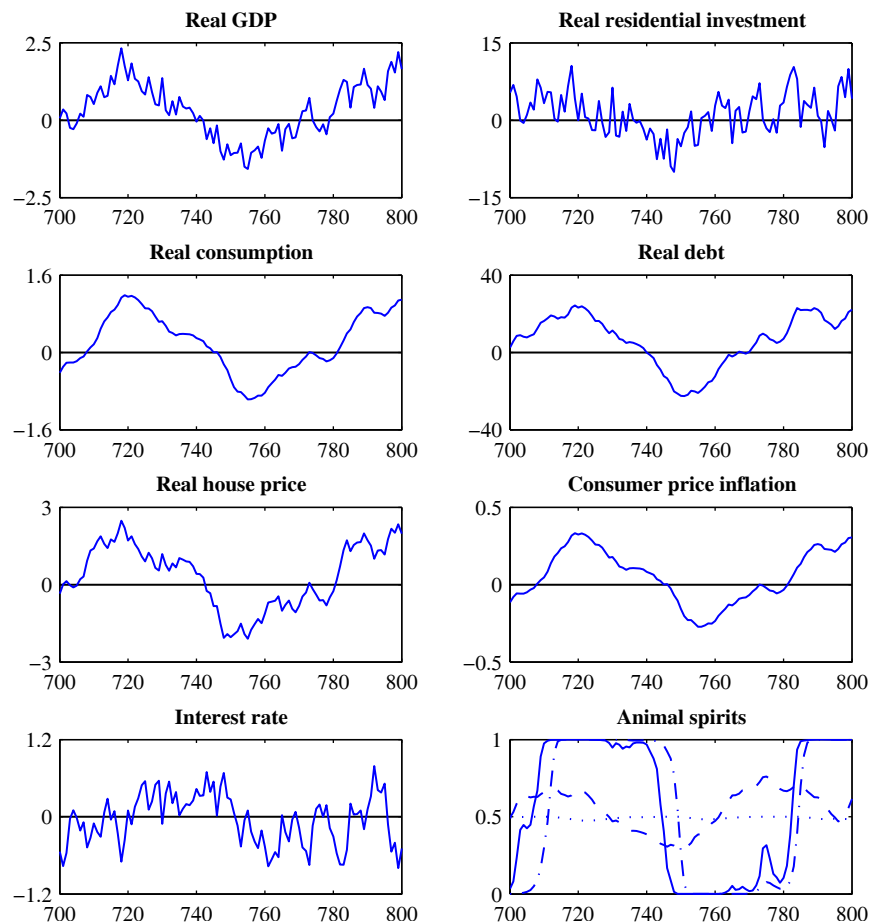 Real GDP
2.5
0
−2.5
700 720 740 760 780 800
Real residential investment
15
0
−15
700 720 740 760 780 800
Real consumption
1.6
0
−1.6
700 720 740 760 780 800
Real debt
40
0
−40
700 720 740 760 780 800
Real house price
3
0
−3
700 720 740 760 780 800
Consumer price inflation
0.5
0
−0.5
700 720 740 760 780 800
Interest rate
1.2
0
−1.2
700 720 740 760 780 800
Animal spirits
1
0.5
0
700 720 740 760 780 800